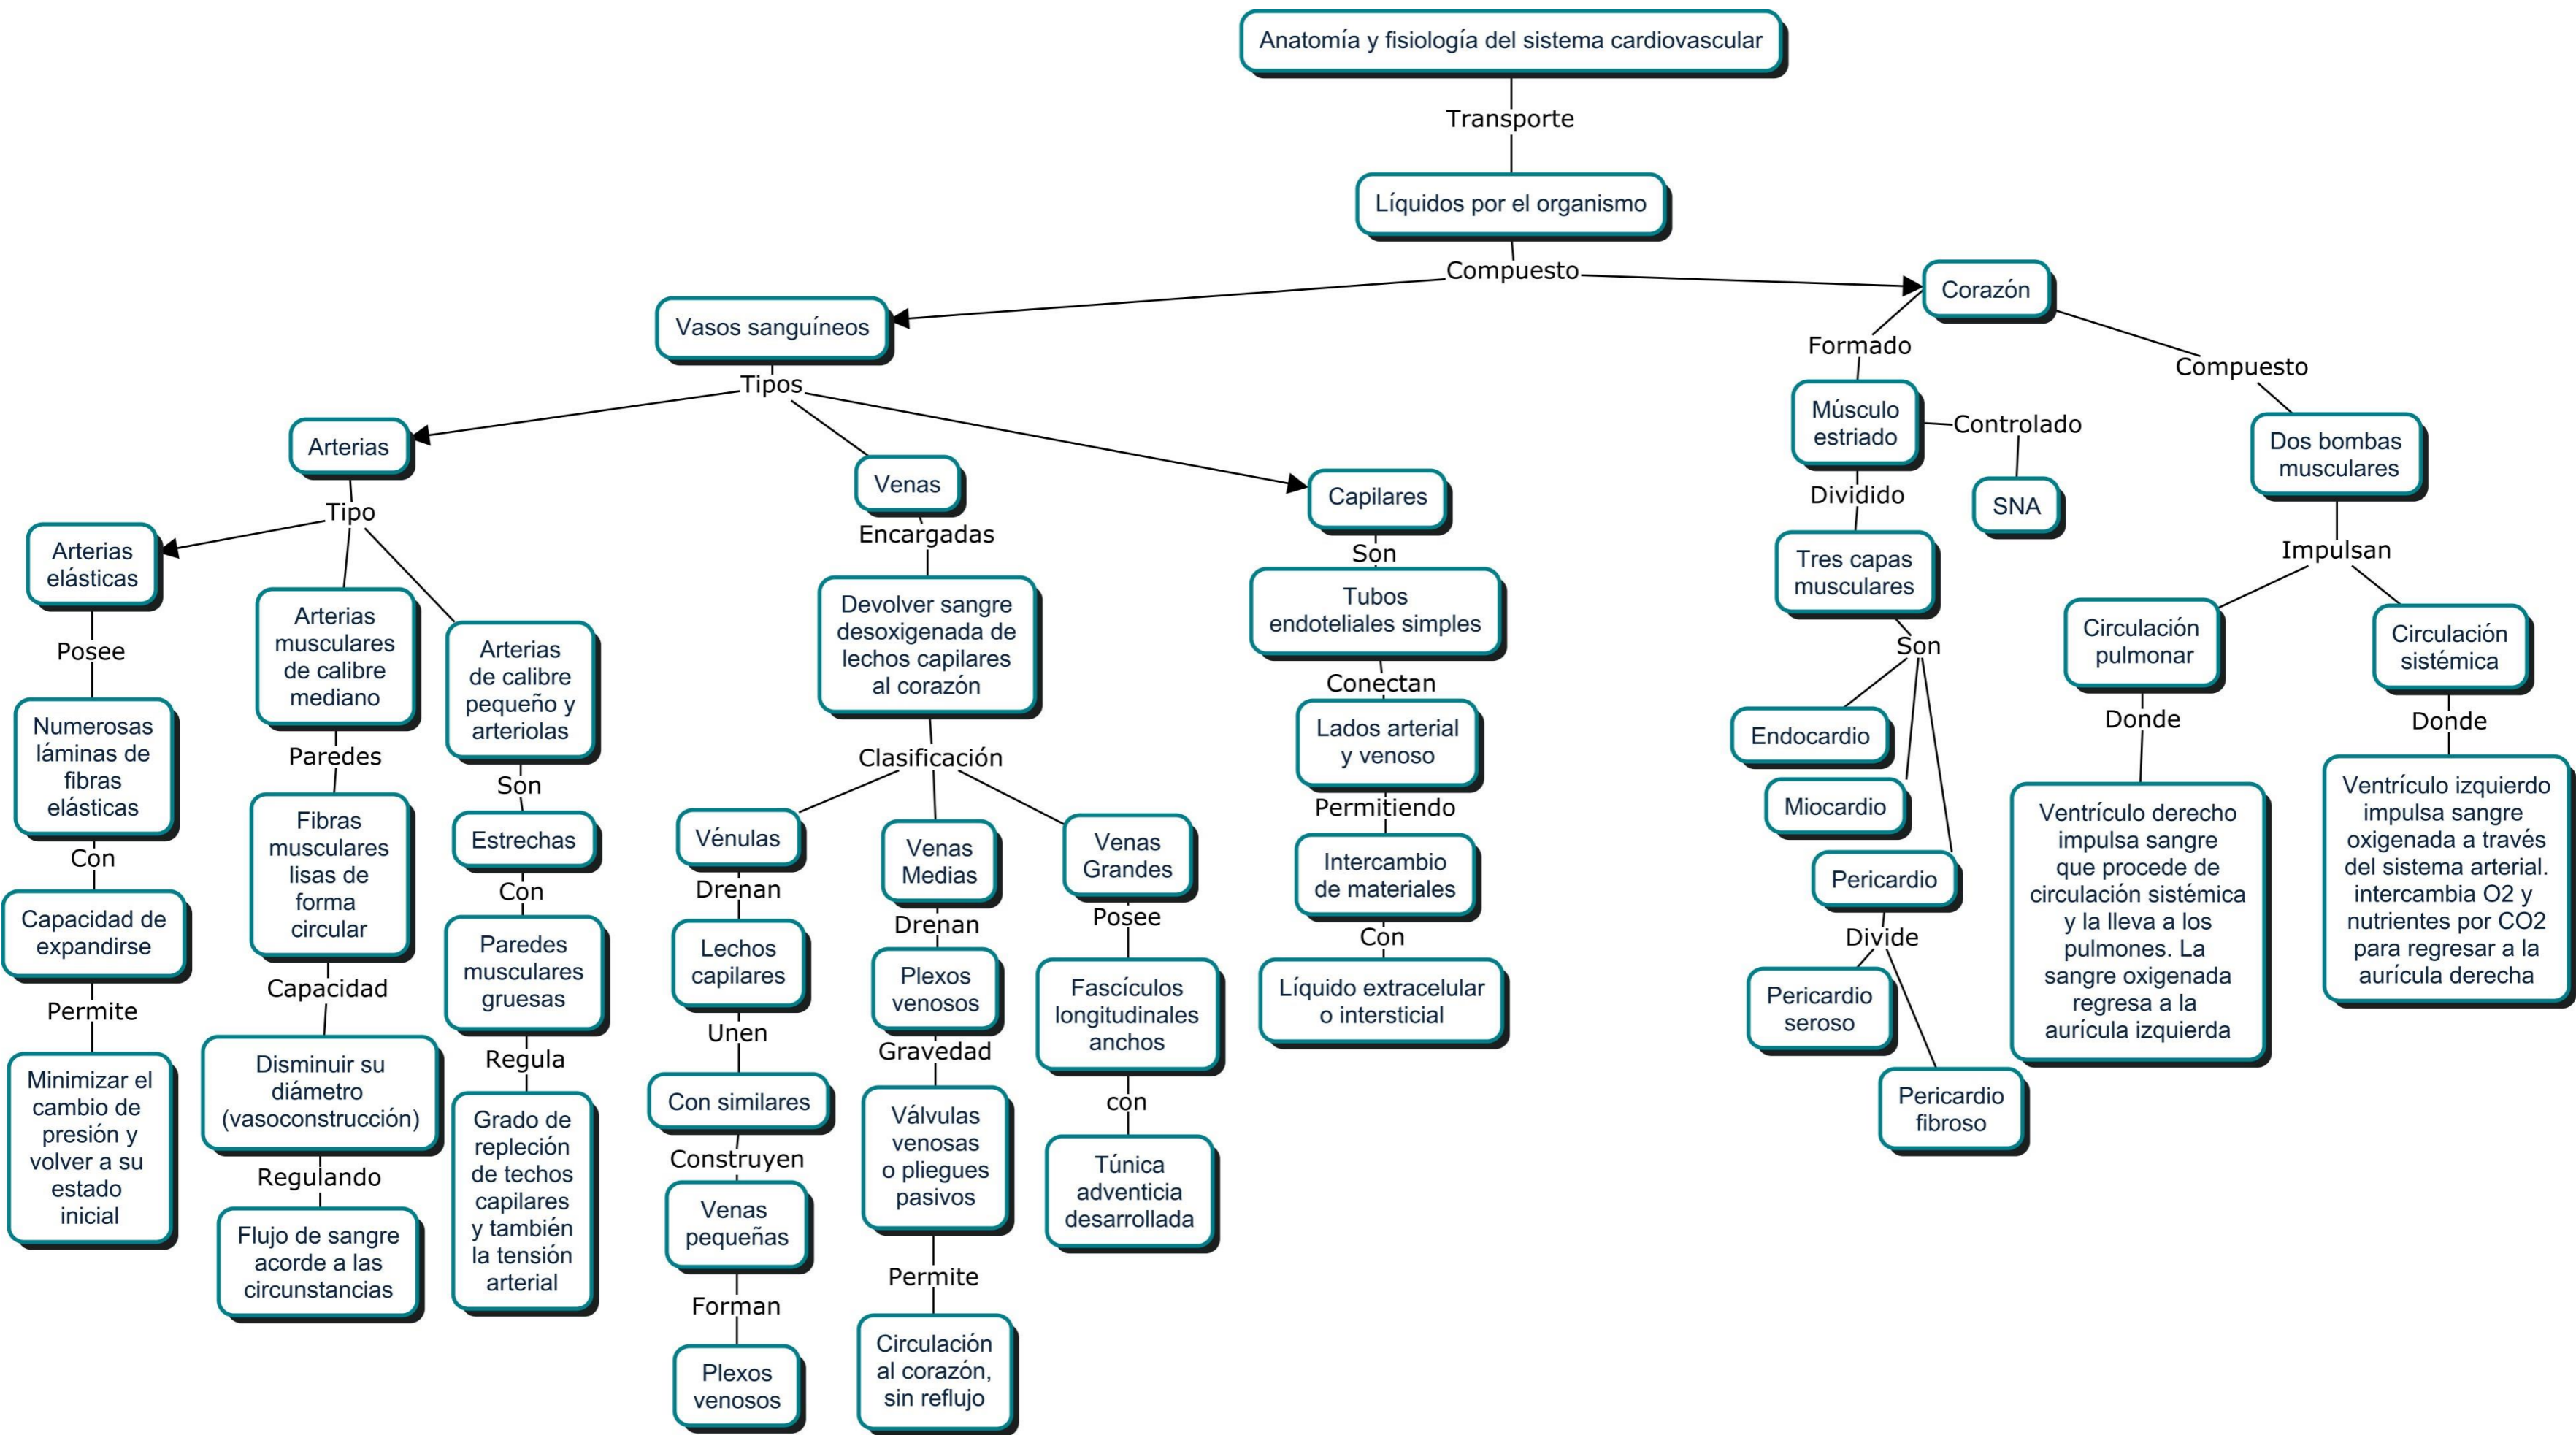 Anatomía y fisiología del sistema cardiovascular
Transporte
Líquidos por el organismo
Compuesto
Vasos sanguíneos
Tipos
Arterias
Tipo
Arterias
elásticas
Posee
Numerosas
láminas de
fibras
elásticas
Con
Capacidad de
expandirse
Permite
Minimizar el
cambio de
presión y
volver a su
estado
inicial
Arterias
musculares
de calibre
mediano
Paredes
Fibras
musculares
lisas de
forma
circular
Capacidad
Disminuir su
diámetro
(vasoconstrucción)
Regulando
Flujo de sangre
acorde a las
circunstancias
Arterias
de calibre
pequeño y
arteriolas
Son
Estrechas
Con
Paredes
musculares
gruesas
Regula
Grado de
repleción
de techos
capilares
y también
la tensión
arterial
Venas
Encargadas
Devolver sangre
desoxigenada de
lechos capilares
al corazón
Clasificación
Vénulas
Drenan
Lechos
capilares
Unen
Con similares
Construyen
Venas
pequeñas
Forman
Plexos
venosos
Venas
Medias
Drenan
Plexos
venosos
Gravedad
Válvulas
venosas
o pliegues
pasivos
Permite
Circulación
al corazón,
sin reflujo
Venas
Grandes
Posee
Fascículos
longitudinales
anchos
con
Túnica
adventicia
desarrollada
Capilares
Son
Tubos
endoteliales simples
Conectan
Lados arterial
y venoso
Permitiendo
Intercambio
de materiales
Con
Líquido extracelular
o intersticial
Corazón
Formado
Músculo
estriado
Controlado
SNA
Dividido
Tres capas
musculares
Son
Endocardio
Miocardio
Pericardio
Divide
Pericardio
seroso
Pericardio
fibroso
Compuesto
Dos bombas
musculares
Impulsan
Circulación
pulmonar
Donde
Ventrículo derecho
impulsa sangre
que procede de
circulación sistémica
y la lleva a los
pulmones. La
sangre oxigenada
regresa a la
aurícula izquierda
Circulación
sistémica
Donde
Ventrículo izquierdo
impulsa sangre
oxigenada a través
del sistema arterial.
intercambia O2 y
nutrientes por CO2
para regresar a la
aurícula derecha